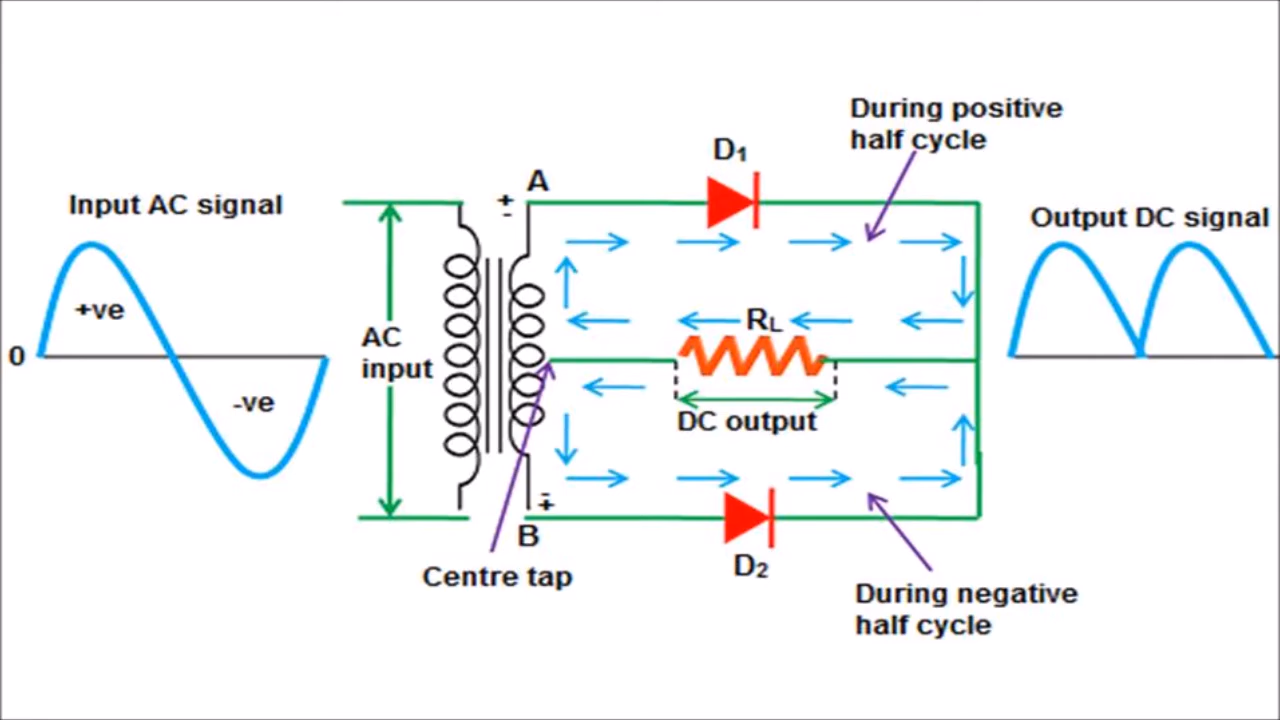 During positive
half cycle
D₁
A
Input AC signal
+
-
Output DC signal
+ve
RL
AC
input
0
-ve
DC output
-
+
B
D₂
Centre tap
During negative
half cycle